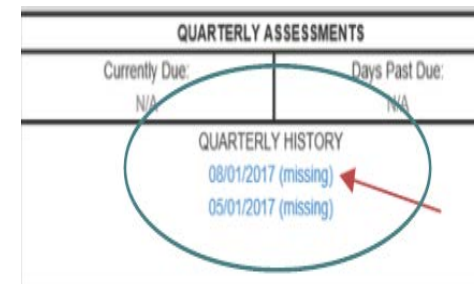 QUARTERLY ASSESSMENTS
Currently Due: Days Past Due:
N/A N/A
QUARTERLY HISTORY
08/01/2017 (missing)
05/01/2017 (missing)